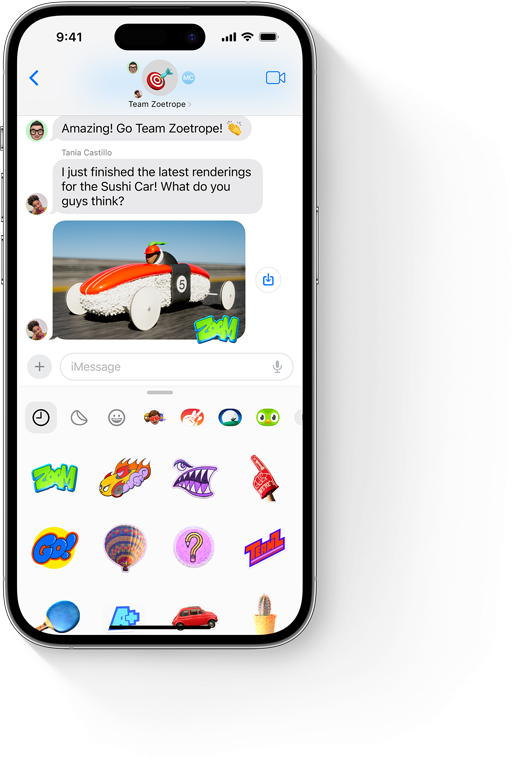 9:41
MC
Team Zoetrope
Amazing! Go Team Zoetrope! 👏
Tania Castillo
I just finished the latest renderings
for the Sushi Car! What do you
guys think?
5
ZOOM
iMessage
ZOOM
GO!
?
A+